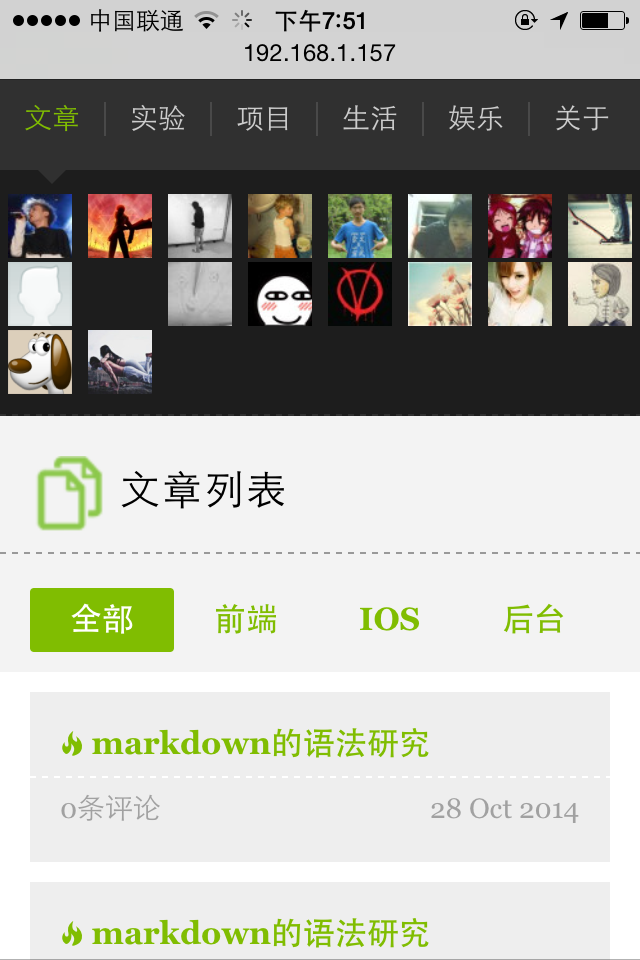 中国联通 下午7:51
192.168.1.157
文章 实验 项目 生活 娱乐 关于
文章列表
全部 前端 IOS 后台
markdown的语法研究
0条评论 28 Oct 2014
markdown的语法研究